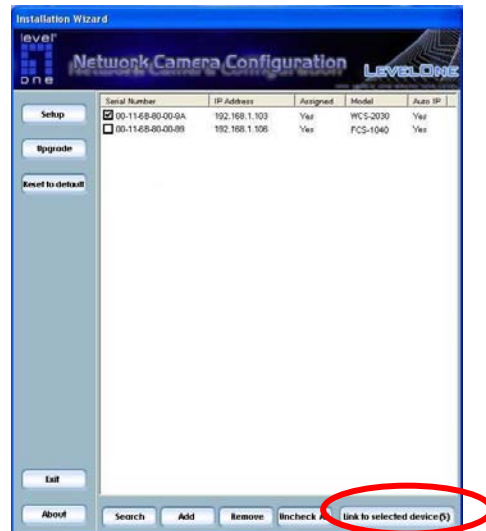 Installation Wizard
level
one
Network Camera Configuration
LEVELONE
Serial Number IP Address Assigned Model Auto IP
00-11-6B-80-00-9A 192.168.1.103 Yes WCS-2030 Yes
00-11-6B-80-00-89 192.168.1.106 Yes FCS-1040 Yes
Setup
Upgrade
Reset to default
Exit
About
Search Add Remove Uncheck Link to selected device(S)